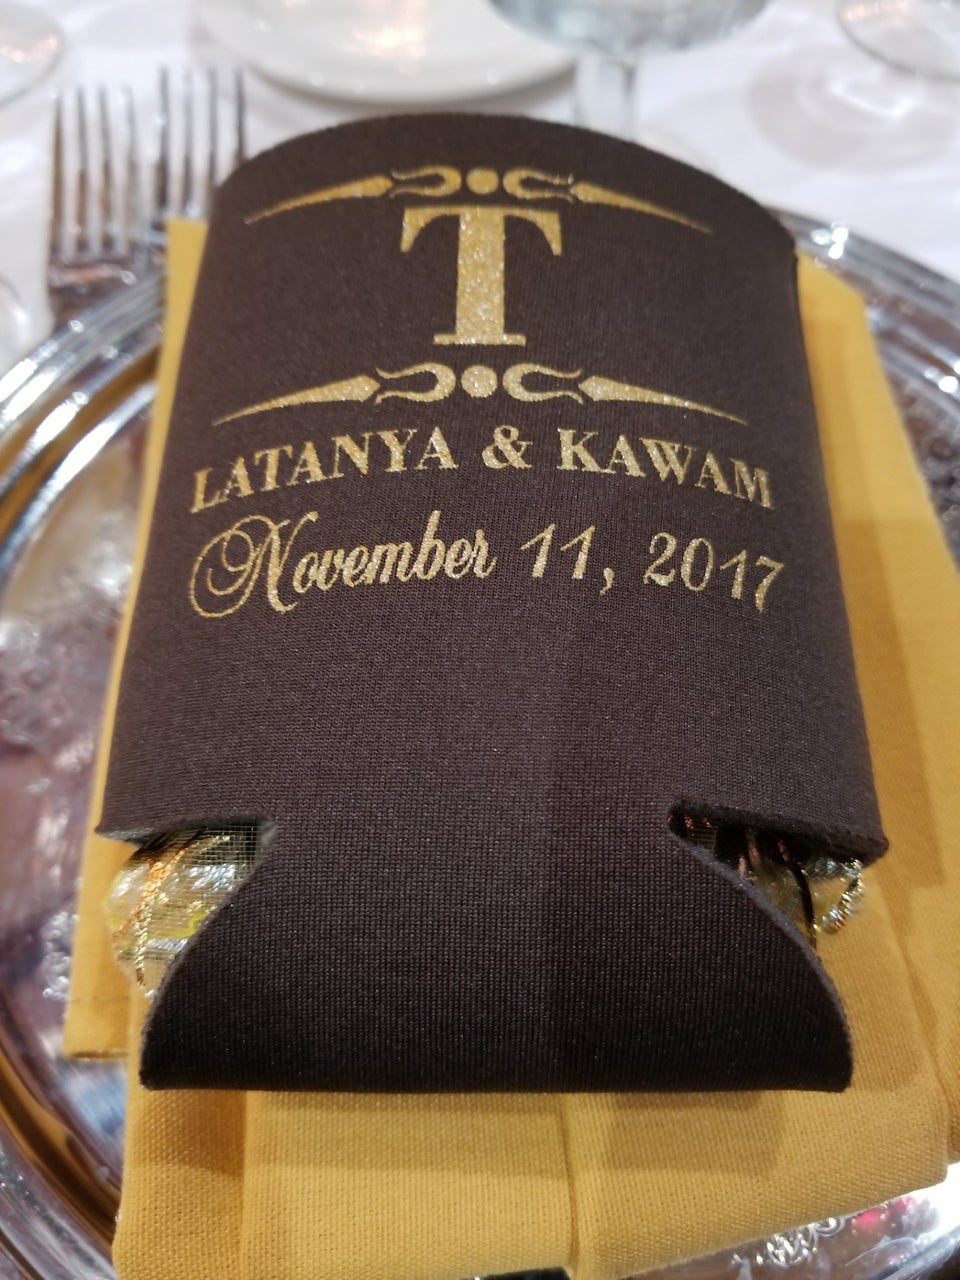 T
LATANYA & KAWAM
November 11, 2017